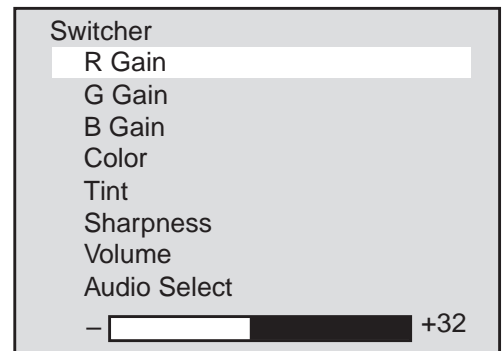 Switcher
R Gain
G Gain
B Gain
Color
Tint
Sharpness
Volume
Audio Select
– +32